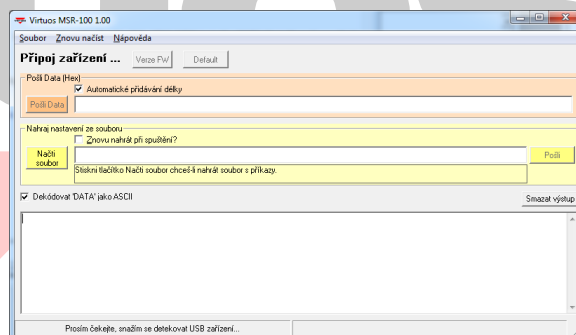 Virtuos MSR-100 1.00
Soubor Znovu načíst Nápověda
Připoj zařízení ... Verze FW Default
Pošli Data (Hex)
Automatické přidávání délky
Pošli Data
Nahraj nastavení ze souboru
Znovu nahrát při spuštění?
Načti
soubor
Pošli
Stiskni tlačítko Načti soubor chceš-li nahrát soubor s příkazy.
Dekódovat 'DATA' jako ASCII
Smazat výstup
Prosím čekejte, snažím se detekovat USB zařízení...